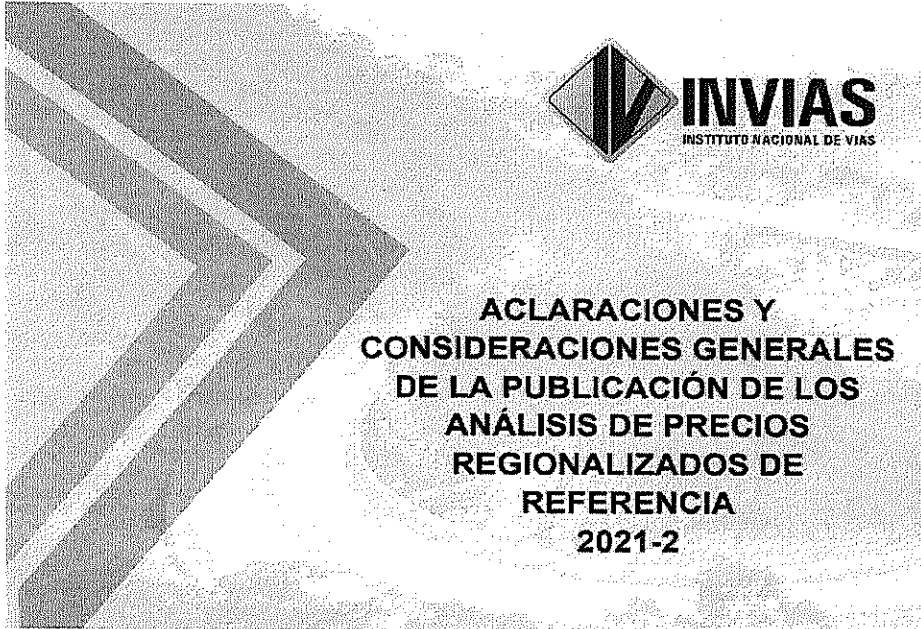 INVIAS
INSTITUTO NACIONAL DE VIAS
ACLARACIONES Y
CONSIDERACIONES GENERALES
DE LA PUBLICACIÓN DE LOS
ANÁLISIS DE PRECIOS
REGIONALIZADOS DE
REFERENCIA
2021-2